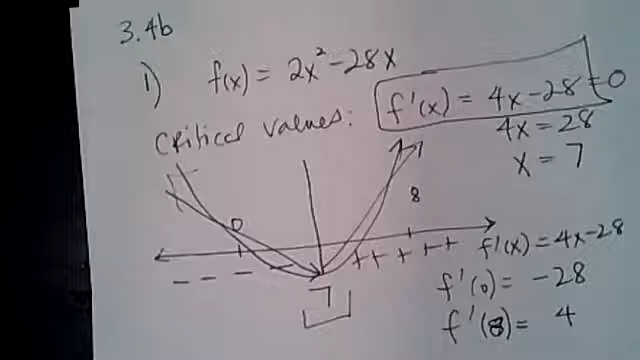 3.4b
1) f(x) = 2x² - 28x
Critical Values: f'(x) = 4x - 28 = 0
4x = 28
x = 7
0 8
- - - - + + + + +
7
f'(x) = 4x - 28
f'(0) = -28
f'(8) = 4